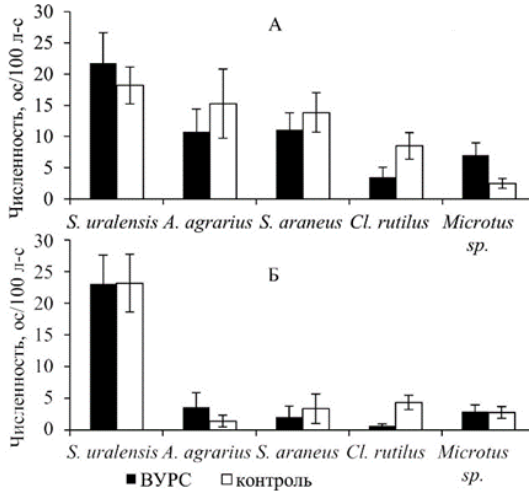 Численность, ос/100 л-с
А
30
25
20
15
10
5
0
S. uralensis A. agrarius S. araneus Cl. rutilus Microtus
sp.
Численность, ос/100 л-с
Б
30
25
20
15
10
5
0
S. uralensis A. agrarius S. araneus Cl. rutilus Microtus
sp.
ВУРС контроль